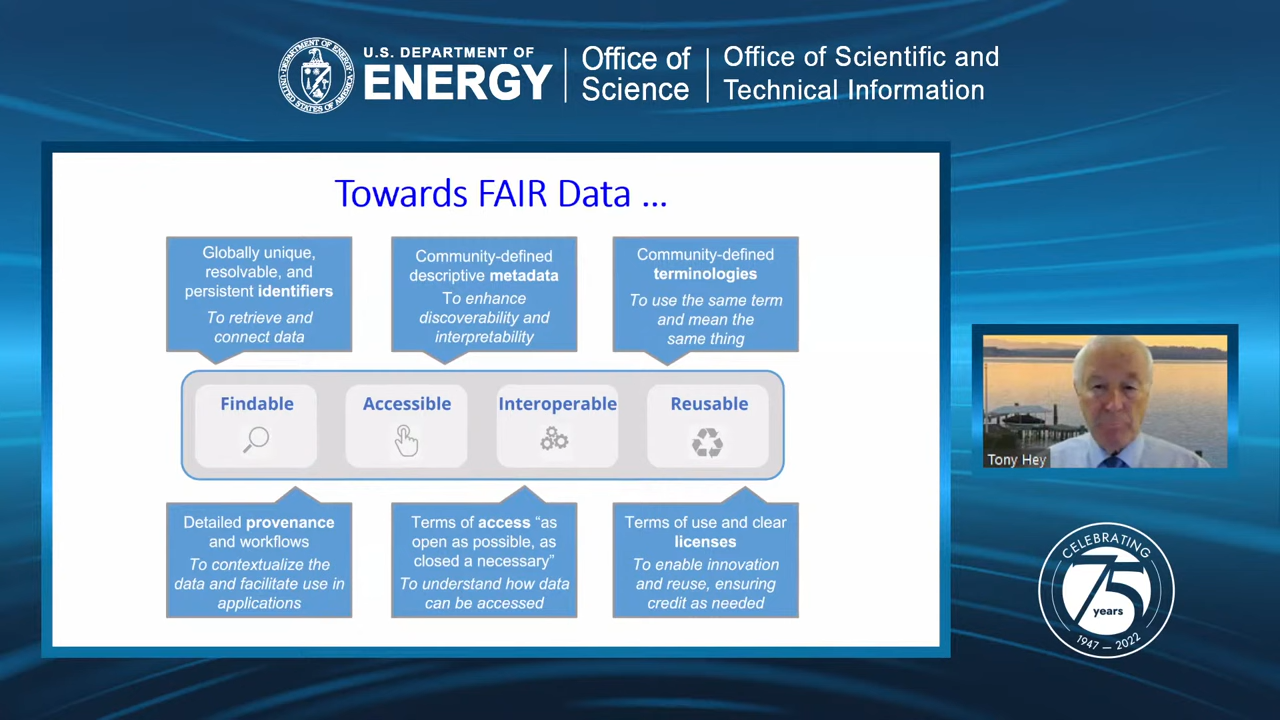 U.S. DEPARTMENT OF
ENERGY
Office of
Science
Office of Scientific and
Technical Information
Towards FAIR Data ...
Globally unique,
resolvable, and
persistent identifiers
To retrieve and
connect data
Community-defined
descriptive metadata
To enhance
discoverability and
interpretability
Community-defined
terminologies
To use the same term
and mean the
same thing
Findable
Accessible
Interoperable
Reusable
Detailed provenance
and workflows
To contextualize the
data and facilitate use in
applications
Terms of access “as
open as possible, as
closed a necessary”
To understand how data
can be accessed
Terms of use and clear
licenses
To enable innovation
and reuse, ensuring
credit as needed
Tony Hey
CELEBRATING
75
years
1947 — 2022